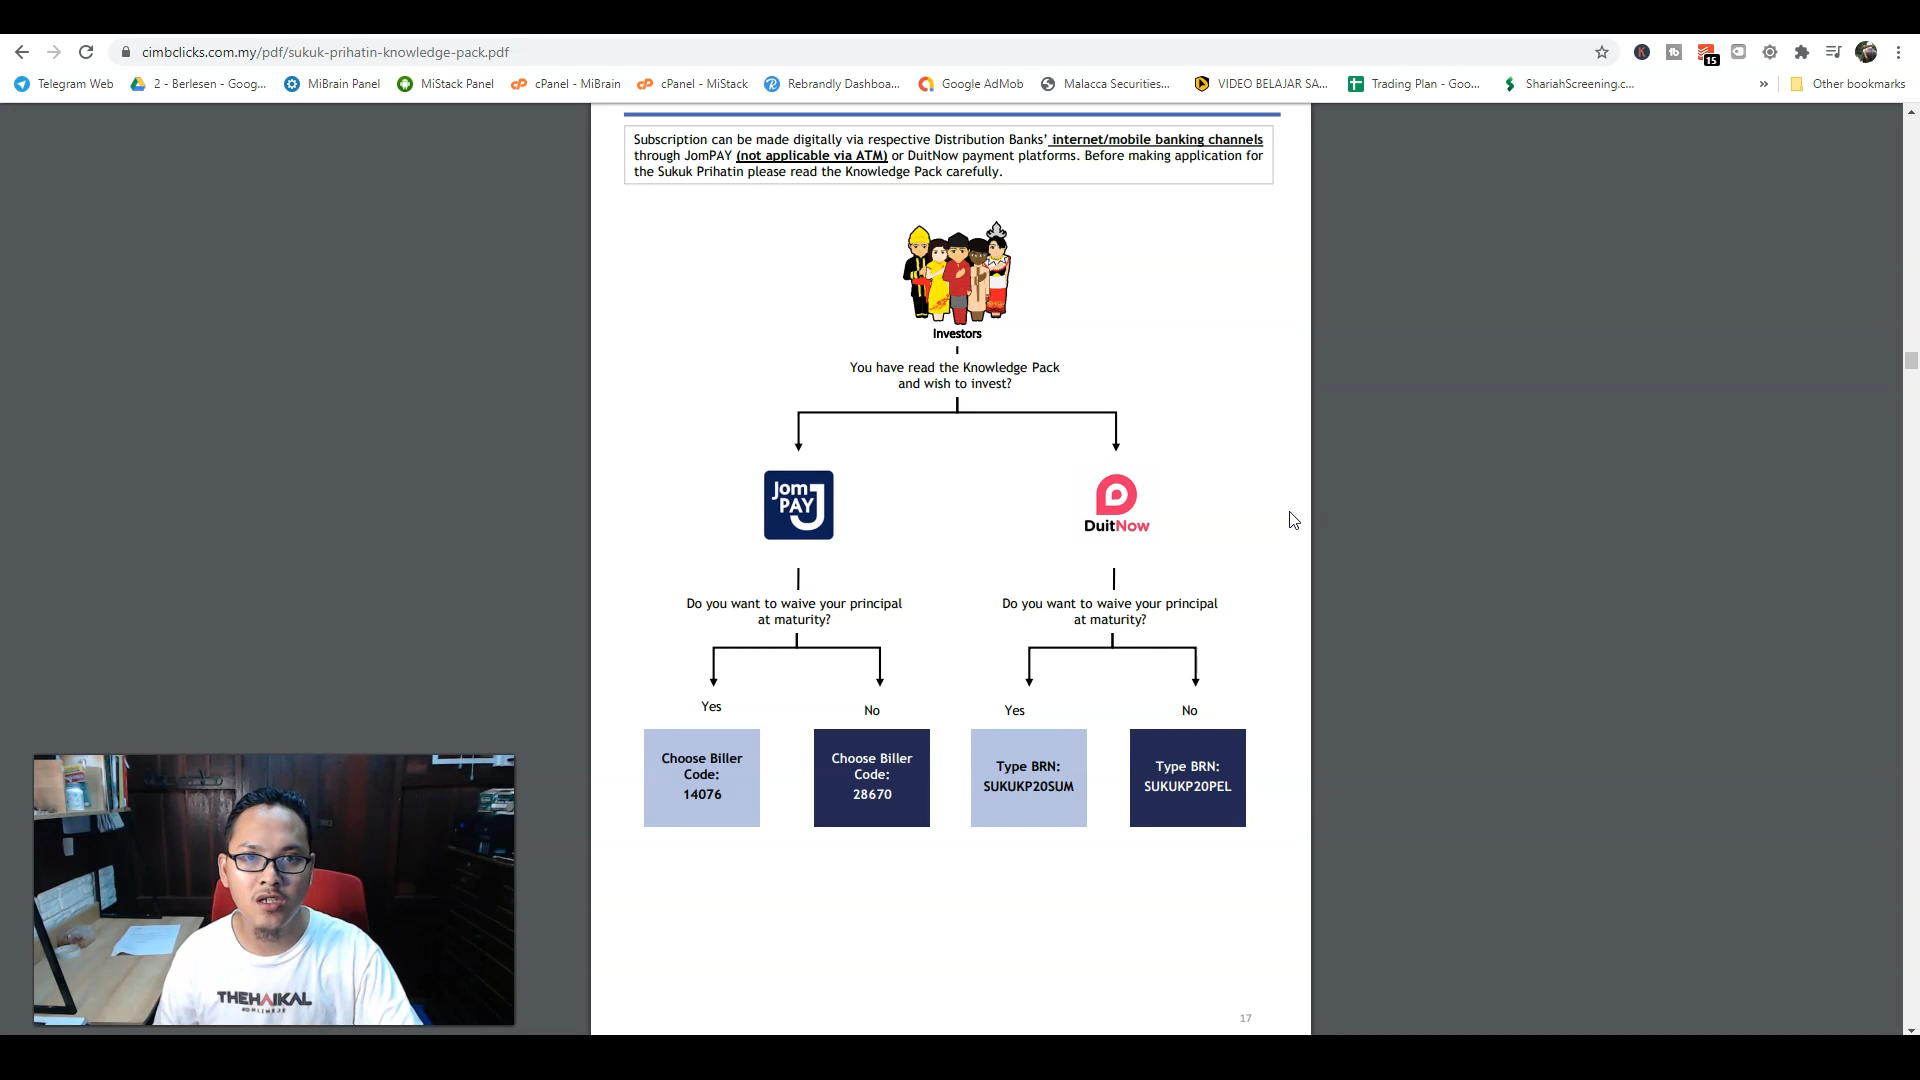 cimbclicks.com.my/pdf/sukuk-prihatin-knowledge-pack.pdf
15
Telegram Web
2 - Berlesen - Goog...
MiBrain Panel
MiStack Panel
cPanel - MiBrain
cPanel - MiStack
Rebrandly Dashboa...
Google AdMob
Malacca Securities...
VIDEO BELAJAR SA...
Trading Plan - Goo...
ShariahScreening.c...
»
Other bookmarks
Subscription can be made digitally via respective Distribution Banks’ internet/mobile banking channels
through JomPAY (not applicable via ATM) or DuitNow payment platforms. Before making application for
the Sukuk Prihatin please read the Knowledge Pack carefully.
Investors
You have read the Knowledge Pack
and wish to invest?
Jom
PAY
DuitNow
Do you want to waive your principal
at maturity?
Do you want to waive your principal
at maturity?
Yes
No
Yes
No
Choose Biller
Code:
14076
Choose Biller
Code:
28670
Type BRN:
SUKUKP20SUM
Type BRN:
SUKUKP20PEL
THEHAIKAL
17